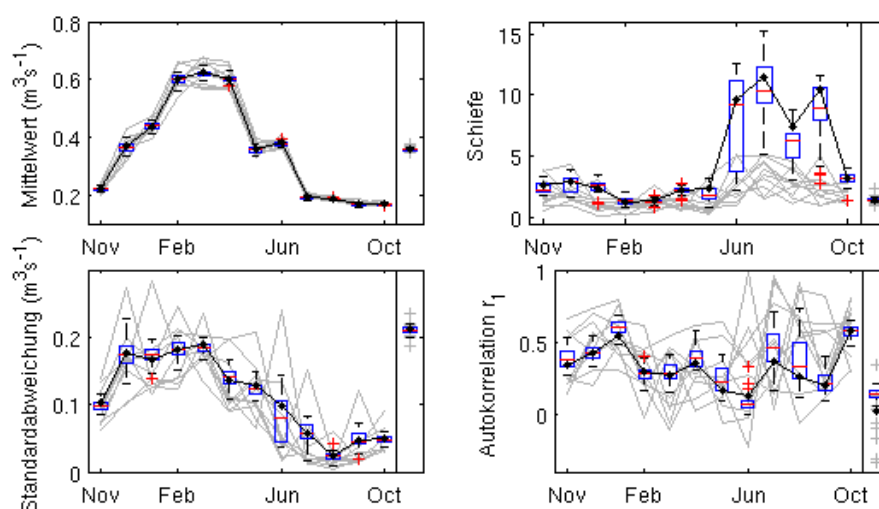 Mittelwert (m³s⁻¹)
0.8
0.6
0.4
0.2
Nov Feb Jun Oct
Schiefe
15
10
5
0
Nov Feb Jun Oct
Standardabweichung (m³s⁻¹)
0.2
0.1
0
Nov Feb Jun Oct
Autokorrelation r₁
1
0.5
0
Nov Feb Jun Oct